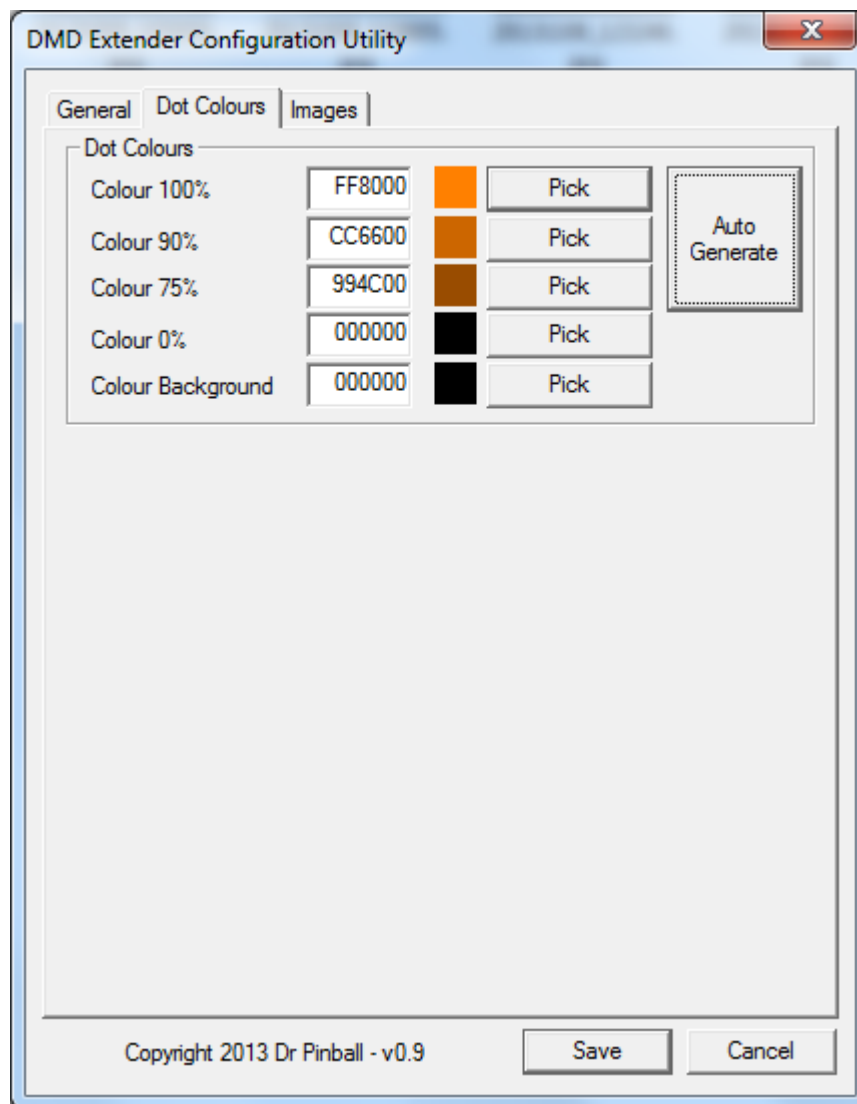 DMD Extender Configuration Utility
General Dot Colours Images
Dot Colours
Colour 100% FF8000 Pick
Auto
Generate
Colour 90% CC6600 Pick
Colour 75% 994C00 Pick
Colour 0% 000000 Pick
Colour Background 000000 Pick
Copyright 2013 Dr Pinball - v0.9 Save Cancel